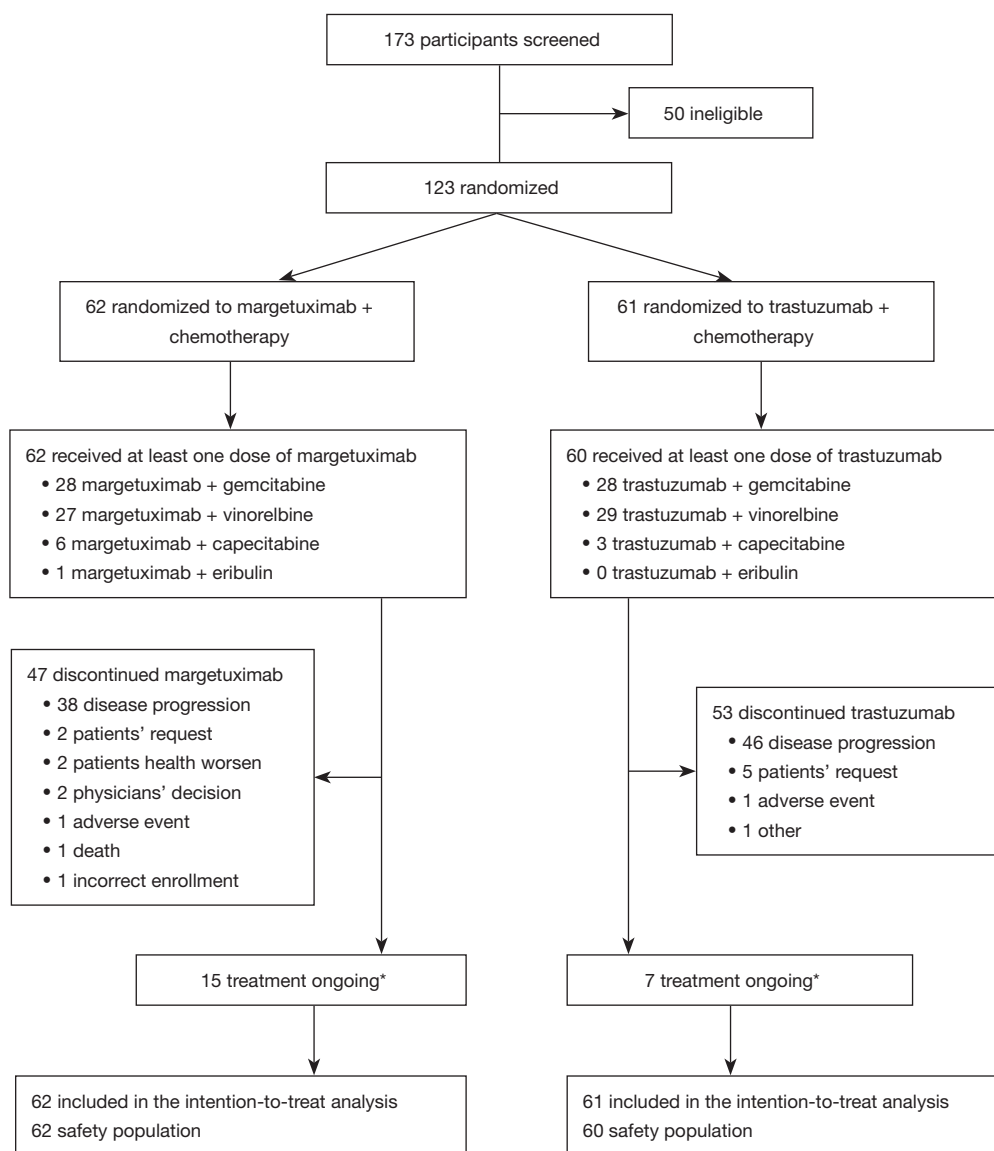 173 participants screened
50 ineligible
123 randomized
62 randomized to margetuximab +
chemotherapy
61 randomized to trastuzumab +
chemotherapy
62 received at least one dose of margetuximab
• 28 margetuximab + gemcitabine
• 27 margetuximab + vinorelbine
• 6 margetuximab + capecitabine
• 1 margetuximab + eribulin
60 received at least one dose of trastuzumab
• 28 trastuzumab + gemcitabine
• 29 trastuzumab + vinorelbine
• 3 trastuzumab + capecitabine
• 0 trastuzumab + eribulin
47 discontinued margetuximab
• 38 disease progression
• 2 patients’ request
• 2 patients health worsen
• 2 physicians’ decision
• 1 adverse event
• 1 death
• 1 incorrect enrollment
53 discontinued trastuzumab
• 46 disease progression
• 5 patients’ request
• 1 adverse event
• 1 other
15 treatment ongoing*
7 treatment ongoing*
62 included in the intention-to-treat analysis
62 safety population
61 included in the intention-to-treat analysis
60 safety population